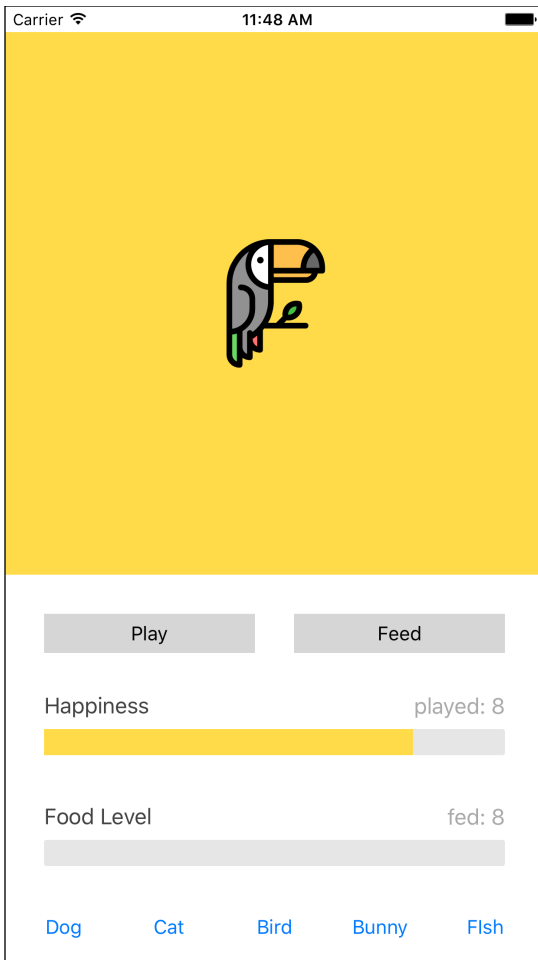 Carrier 11:48 AM
Play Feed
Happiness played: 8
Food Level fed: 8
Dog Cat Bird Bunny FIsh